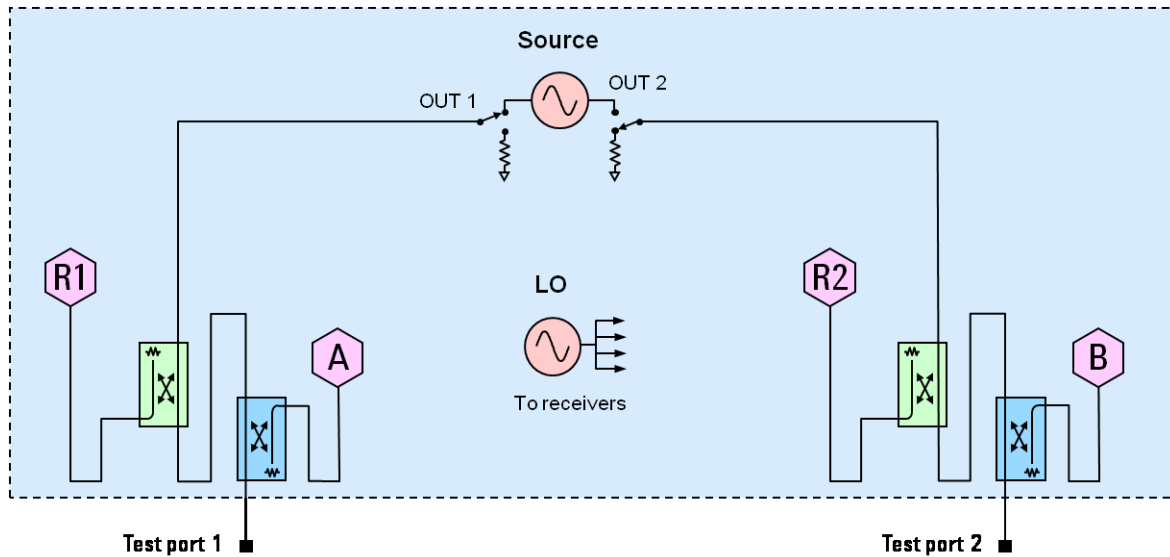 Source
OUT 1
OUT 2
R1
R2
LO
A
B
To receivers
Test port 1
Test port 2